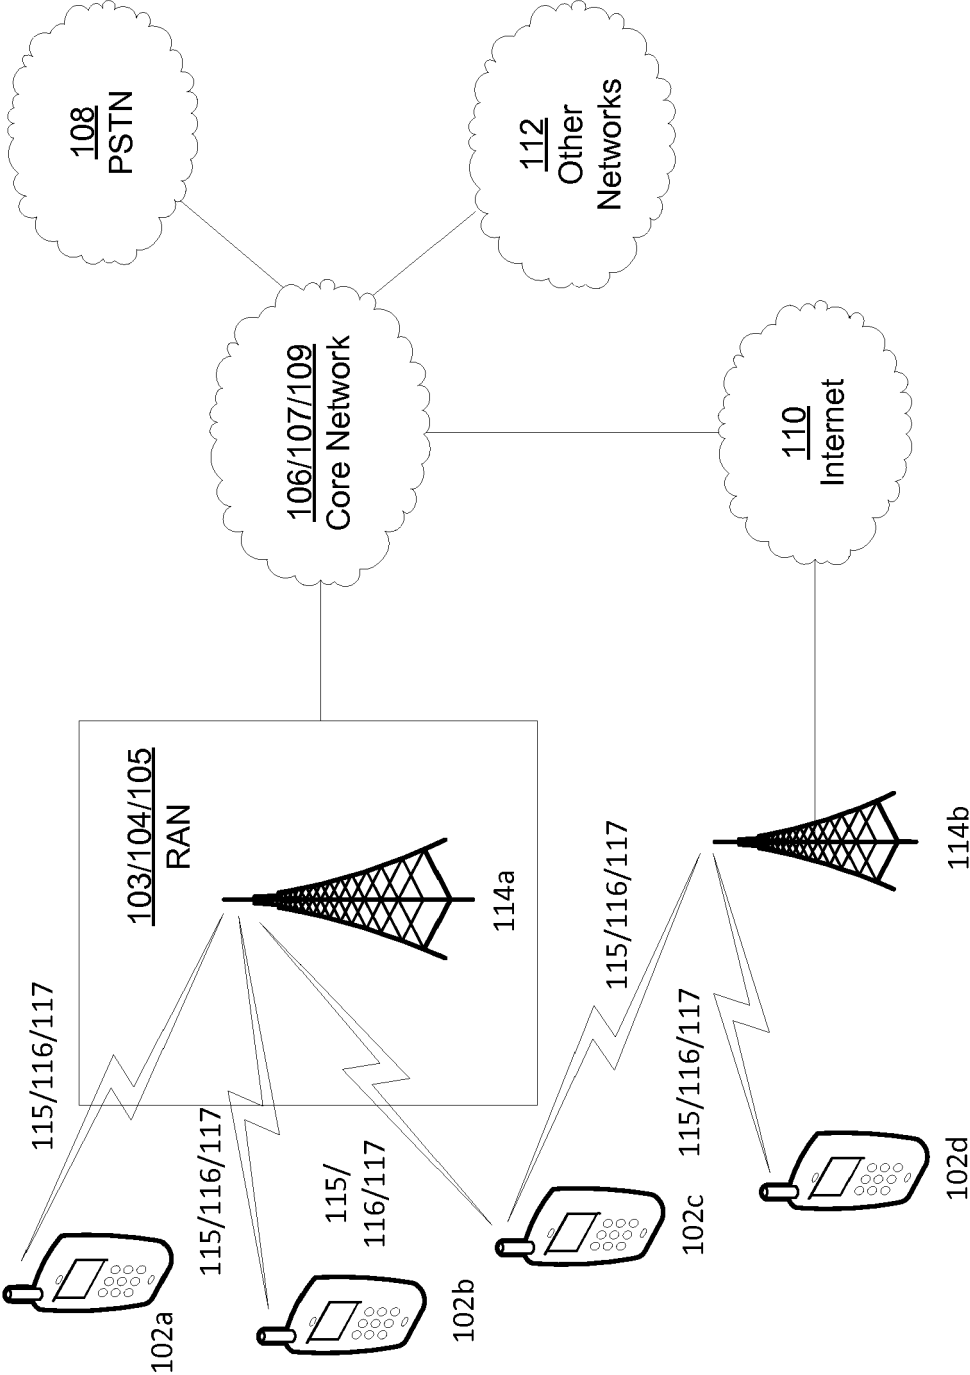 102a
115/116/117
103/104/105
RAN
108
PSTN
102b
115/116/117
115/
116/117
114a
106/107/109
Core Network
112
Other
Networks
102c
115/116/117
115/116/117
102d
114b
110
Internet